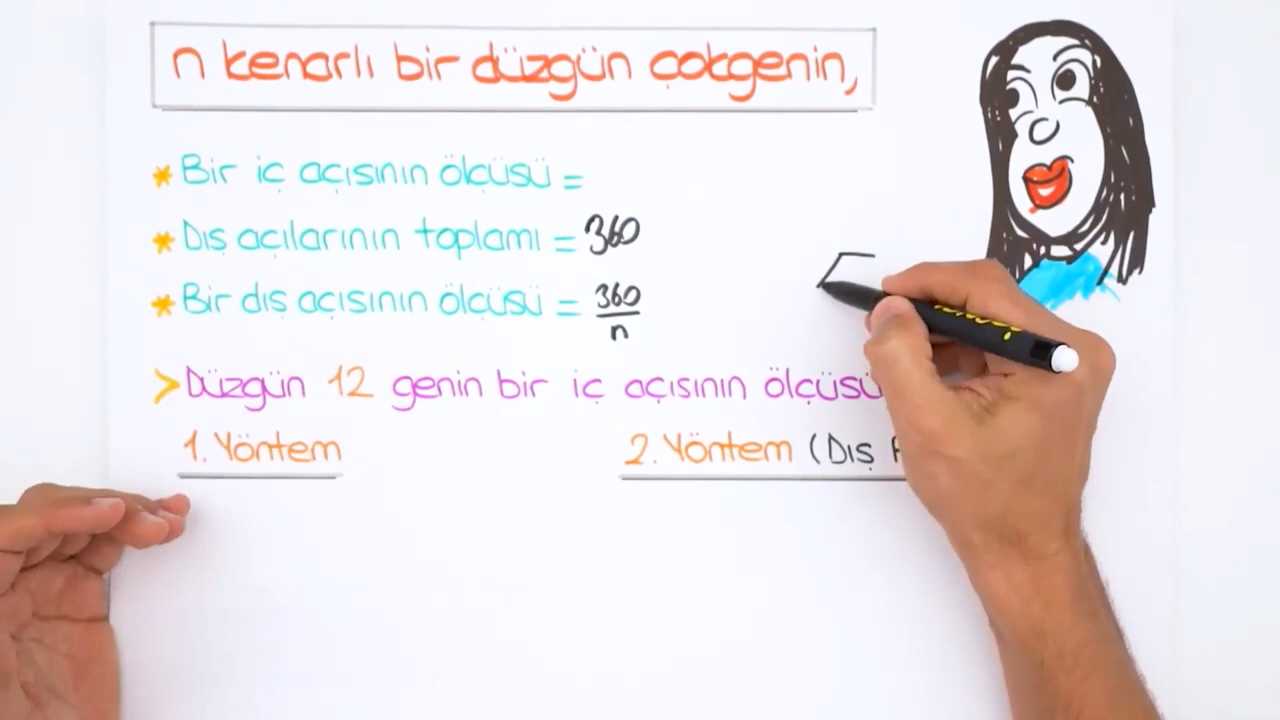 n kenarlı bir düzgün çokgenin,
* Bir iç açısının ölçüsü =
* Dış açılarının toplamı = 360
* Bir dış açısının ölçüsü = 360/n
> Düzgün 12 genin bir iç açısının ölçüsü
1. Yöntem
2. Yöntem (Dış